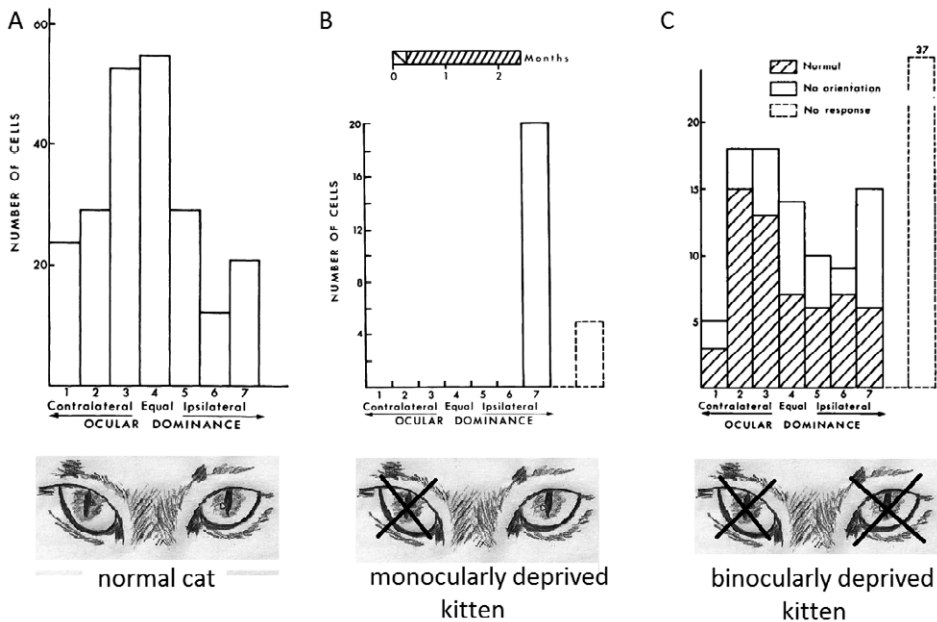 A
60
40
20
NUMBER OF CELLS
1 2 3 4 5 6 7
Contralateral Equal Ipsilateral
OCULAR DOMINANCE
normal cat
B
Months
0 1 2
20
16
12
8
4
NUMBER OF CELLS
1 2 3 4 5 6 7
Contralateral Equal Ipsilateral
OCULAR DOMINANCE
monocularly deprived
kitten
C
37
Normal
No orientation
No response
20
15
10
5
1 2 3 4 5 6 7
Contralateral Equal Ipsilateral
OCULAR DOMINANCE
binocularly deprived
kitten